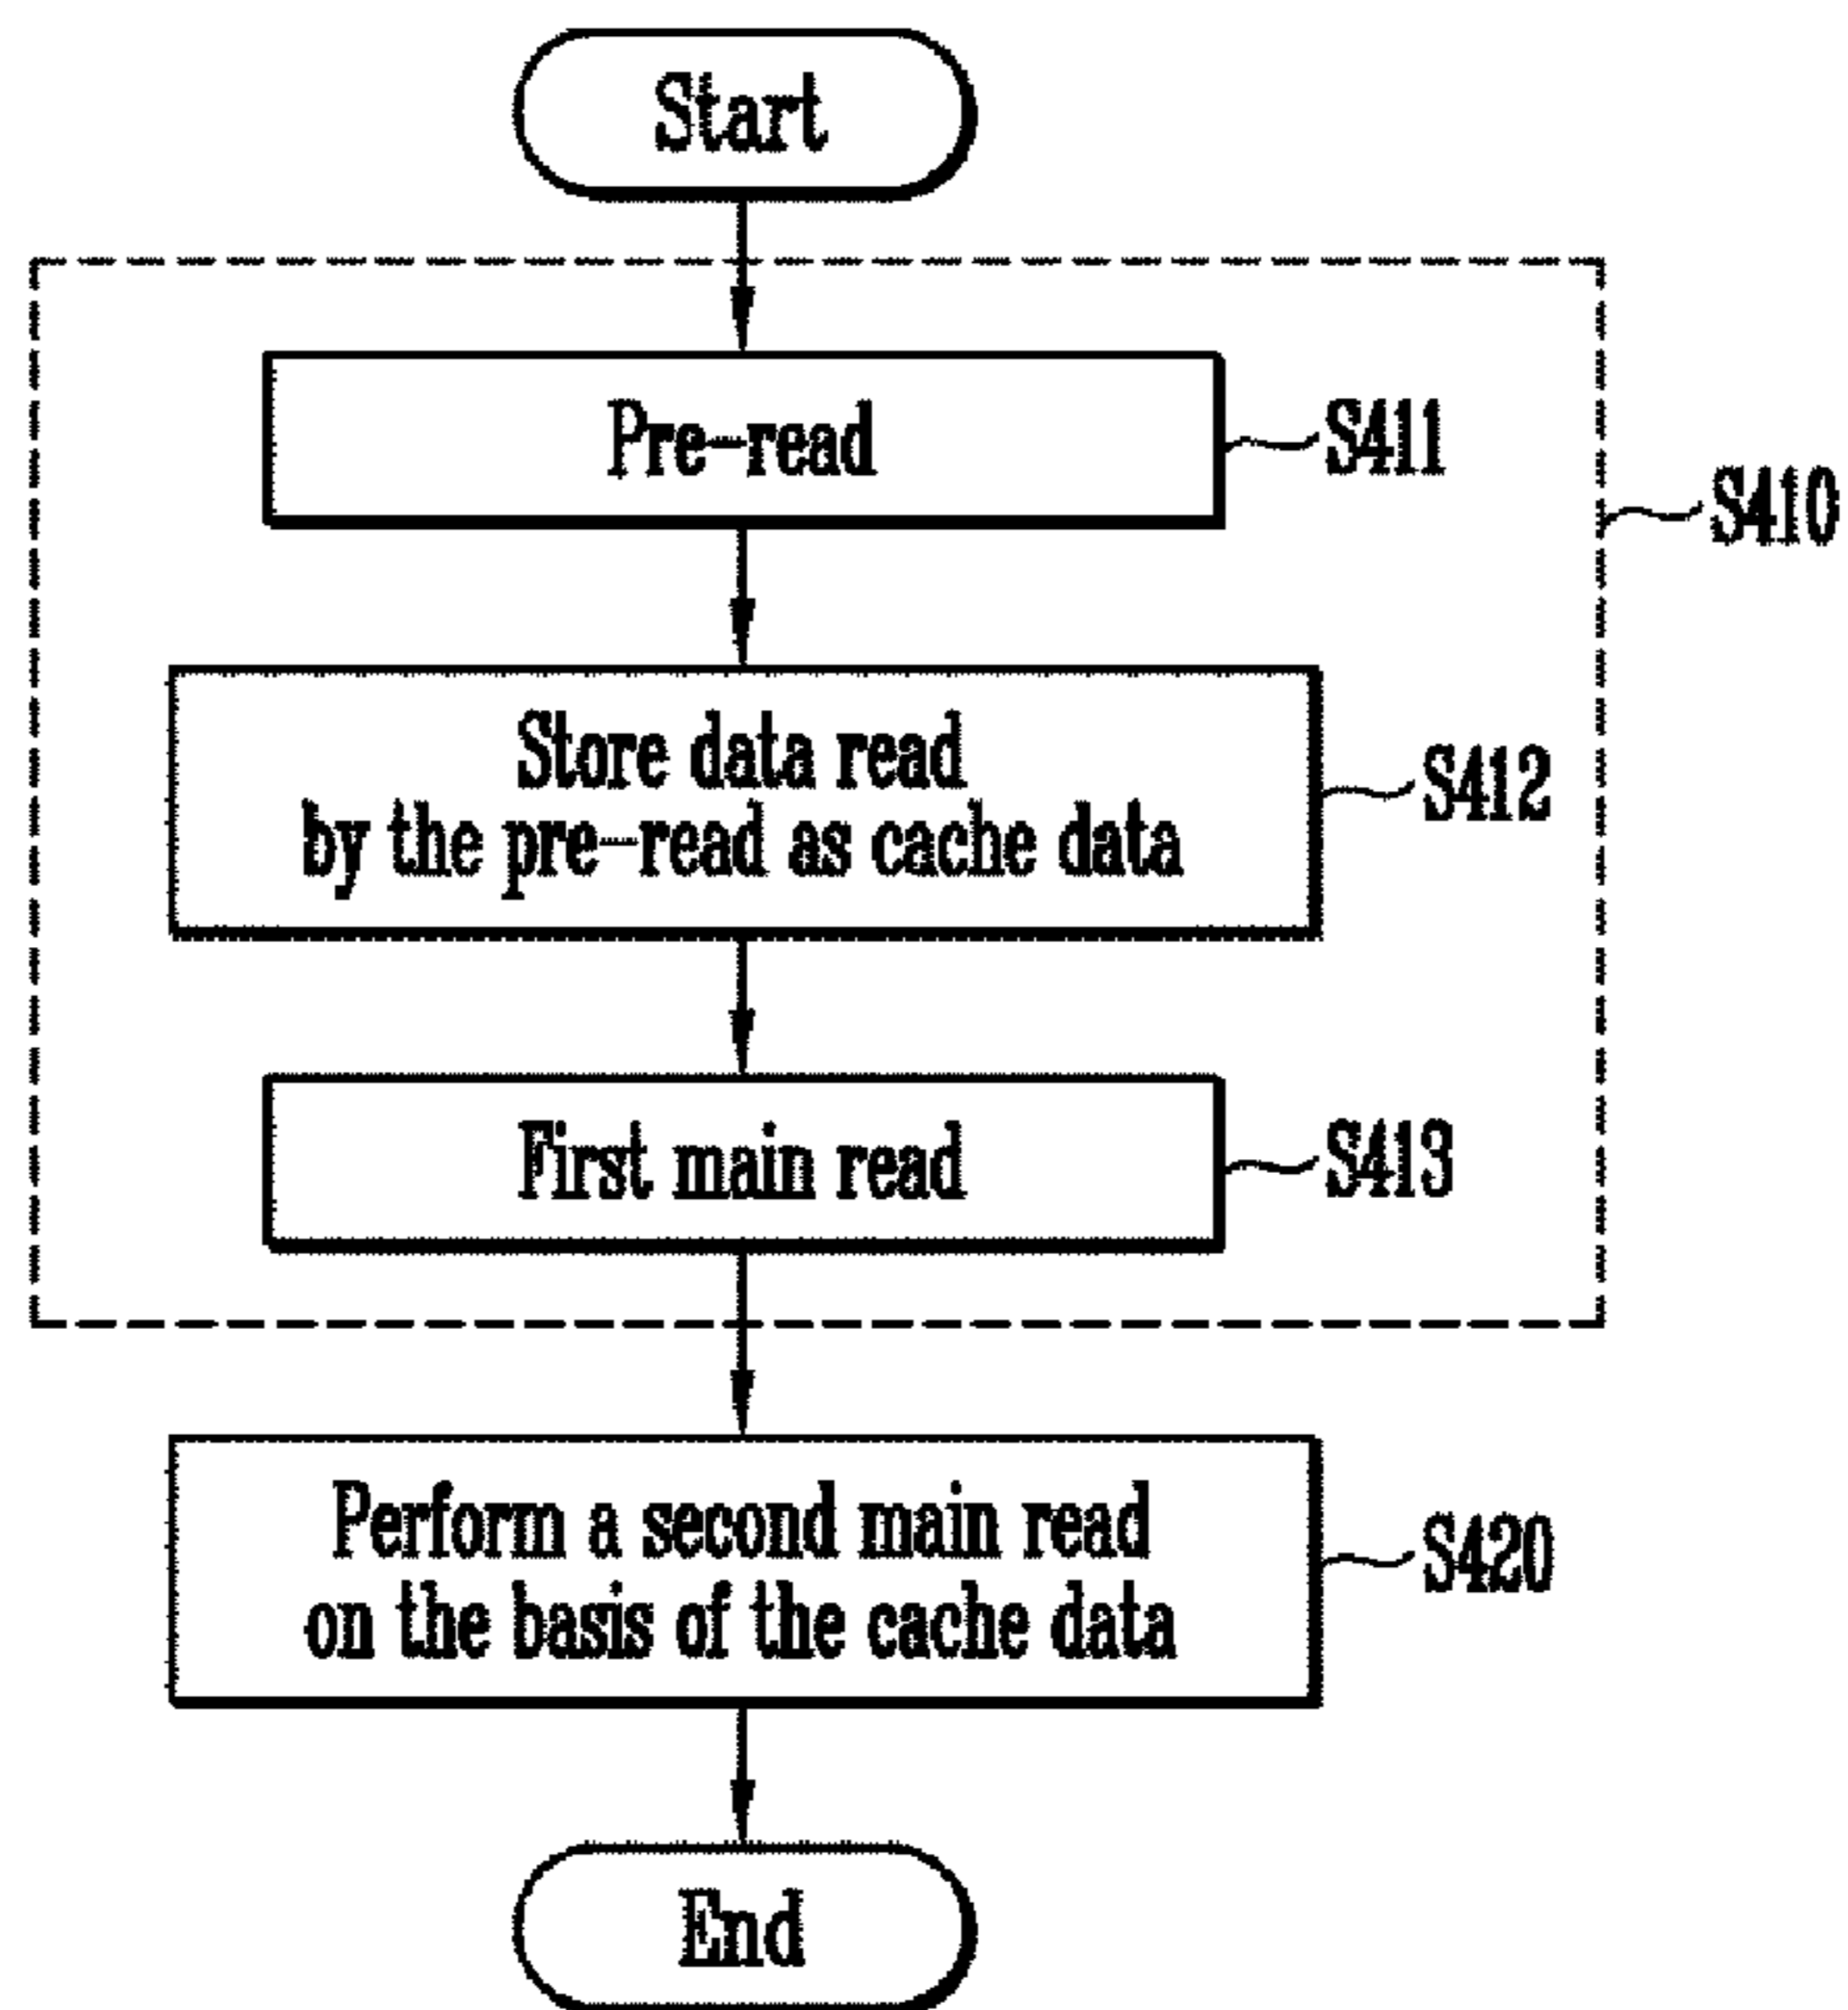 Start
Pre-read
S411
S410
Store data read
by the pre-read as cache data
S412
First main read
S413
Perform a second main read
on the basis of the cache data
S420
End